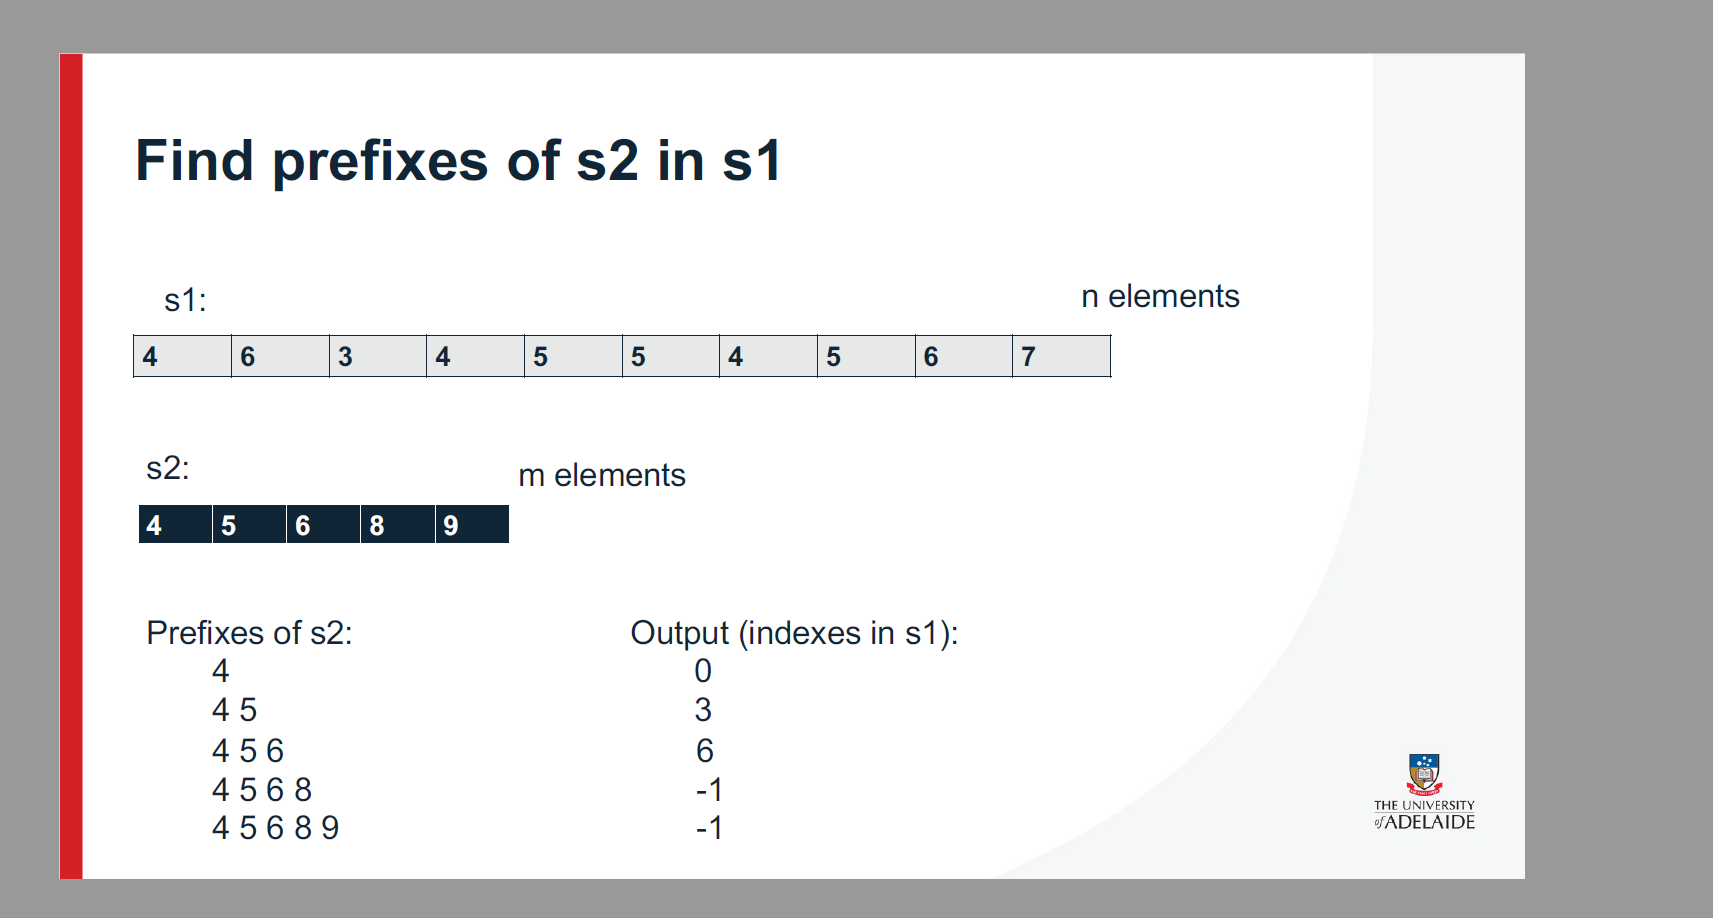 Find prefixes of s2 in s1
s1:
n elements
4 6 3 4 5 5 4 5 6 7
s2:
m elements
4 5 6 8 9
Prefixes of s2:
4
4 5
4 5 6
4 5 6 8
4 5 6 8 9
Output (indexes in s1):
0
3
6
-1
-1
THE UNIVERSITY
of ADELAIDE